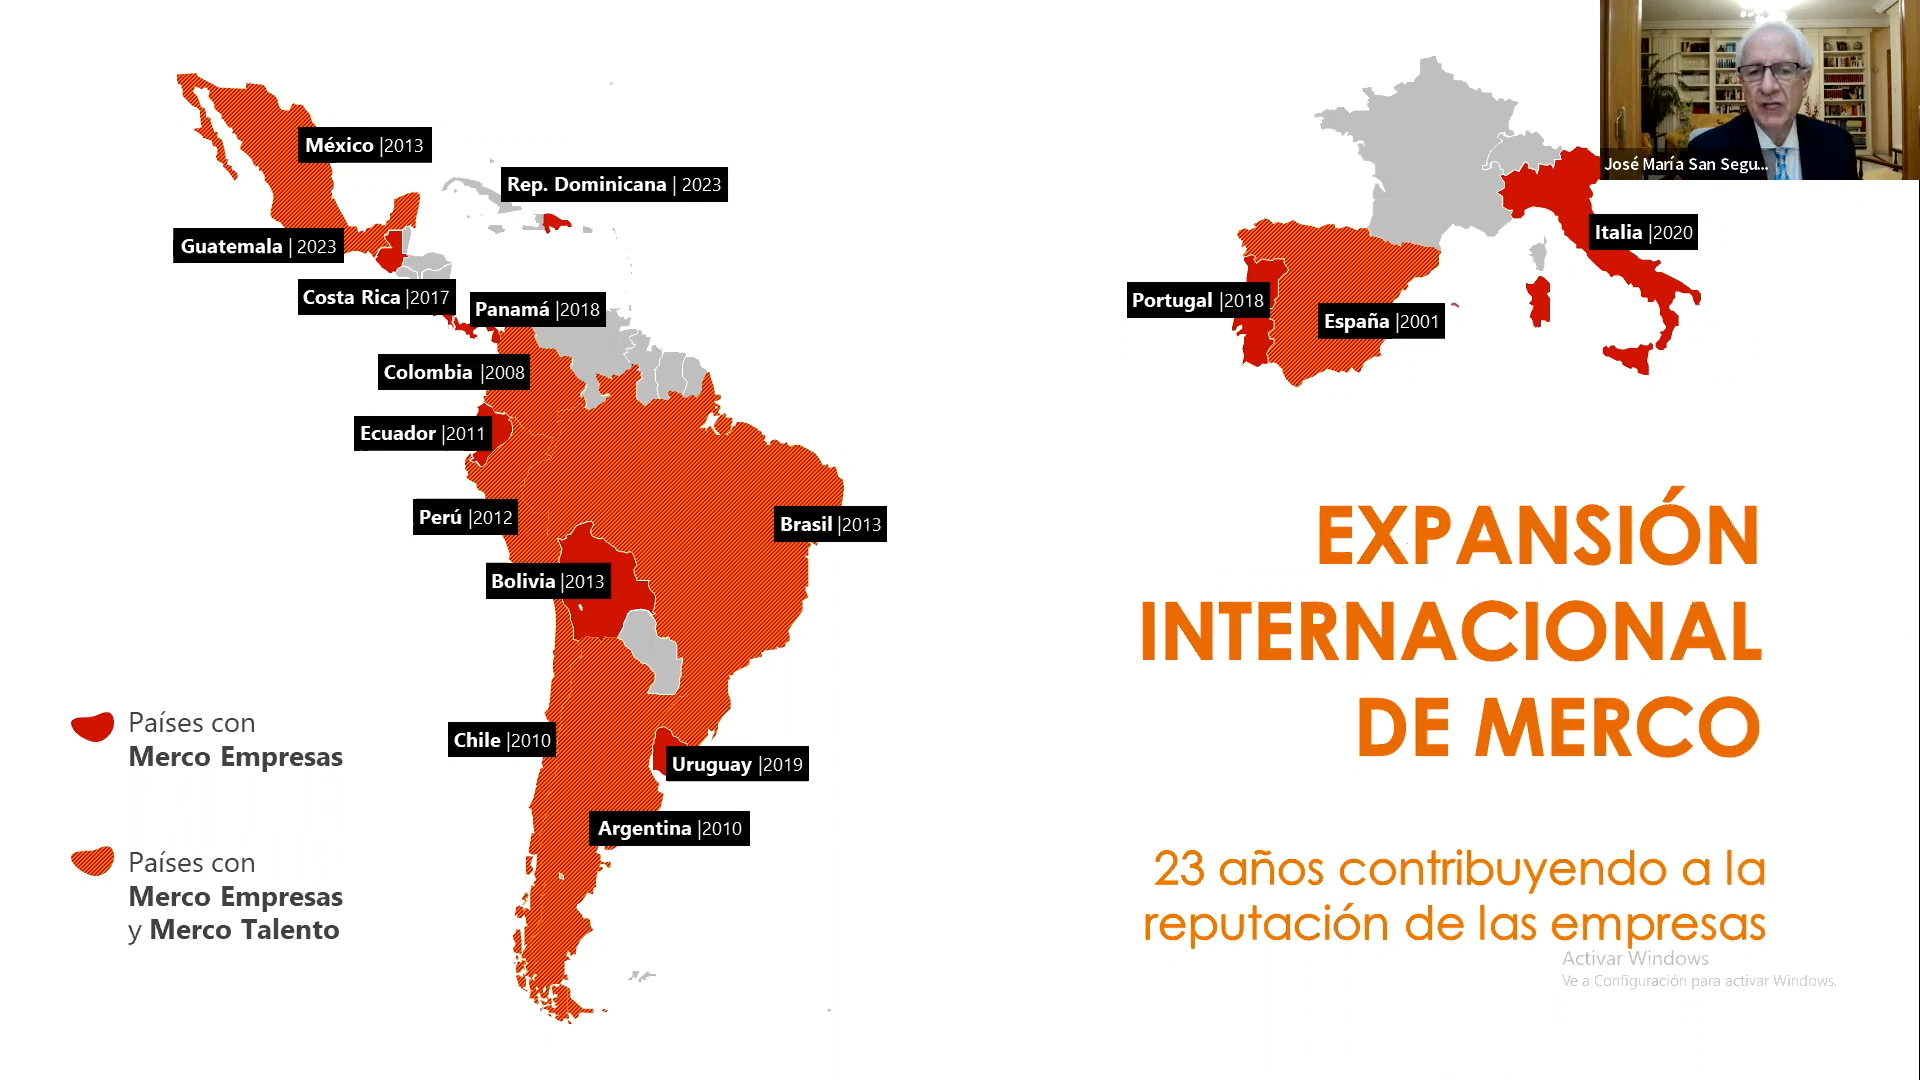 José María San Segu...
México |2013
Rep. Dominicana | 2023
Guatemala | 2023
Costa Rica |2017
Panamá |2018
Colombia |2008
Ecuador |2011
Perú |2012
Brasil |2013
Bolivia |2013
Chile |2010
Uruguay |2019
Argentina |2010
Italia |2020
Portugal |2018
España |2001
Países con
Merco Empresas
Países con
Merco Empresas
y Merco Talento
EXPANSIÓN
INTERNACIONAL
DE MERCO
23 años contribuyendo a la
reputación de las empresas
Activar Windows
Ve a Configuración para activar Windows.